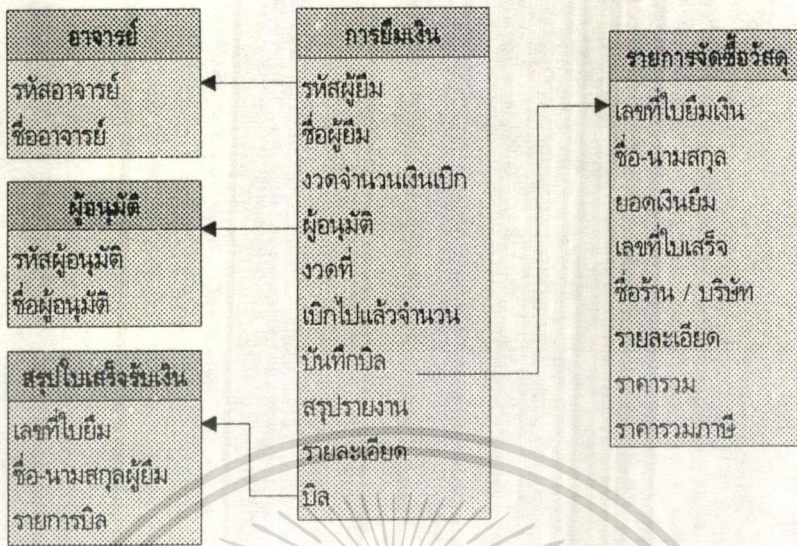 อาจารย์
รหัสอาจารย์
ชื่ออาจารย์
ผู้อนุมัติ
รหัสผู้อนุมัติ
ชื่อผู้อนุมัติ
สรุปใบเสร็จรับเงิน
เลขที่ใบยืม
ชื่อ-นามสกุลผู้ยืม
รายการบิล
การยืมเงิน
รหัสผู้ยืม
ชื่อผู้ยืม
งวดจำนวนเงินเบิก
ผู้อนุมัติ
งวดที่
เบิกไปแล้วจำนวน
บันทึกบิล
สรุปรายงาน
รายละเอียด
บิล
รายการจัดซื้อวัสดุ
เลขที่ใบยืมเงิน
ชื่อ-นามสกุล
ยอดเงินยืม
เลขที่ใบเสร็จ
ชื่อร้าน / บริษัท
รายละเอียด
ราคารวม
ราคารวมภาษี